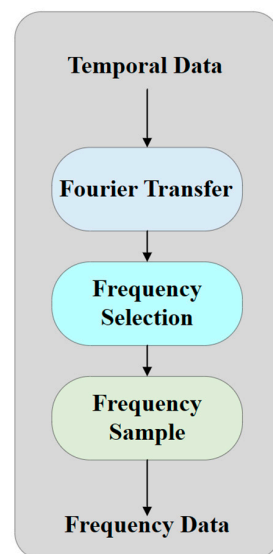 Temporal Data
Fourier Transfer
Frequency
Selection
Frequency
Sample
Frequency Data